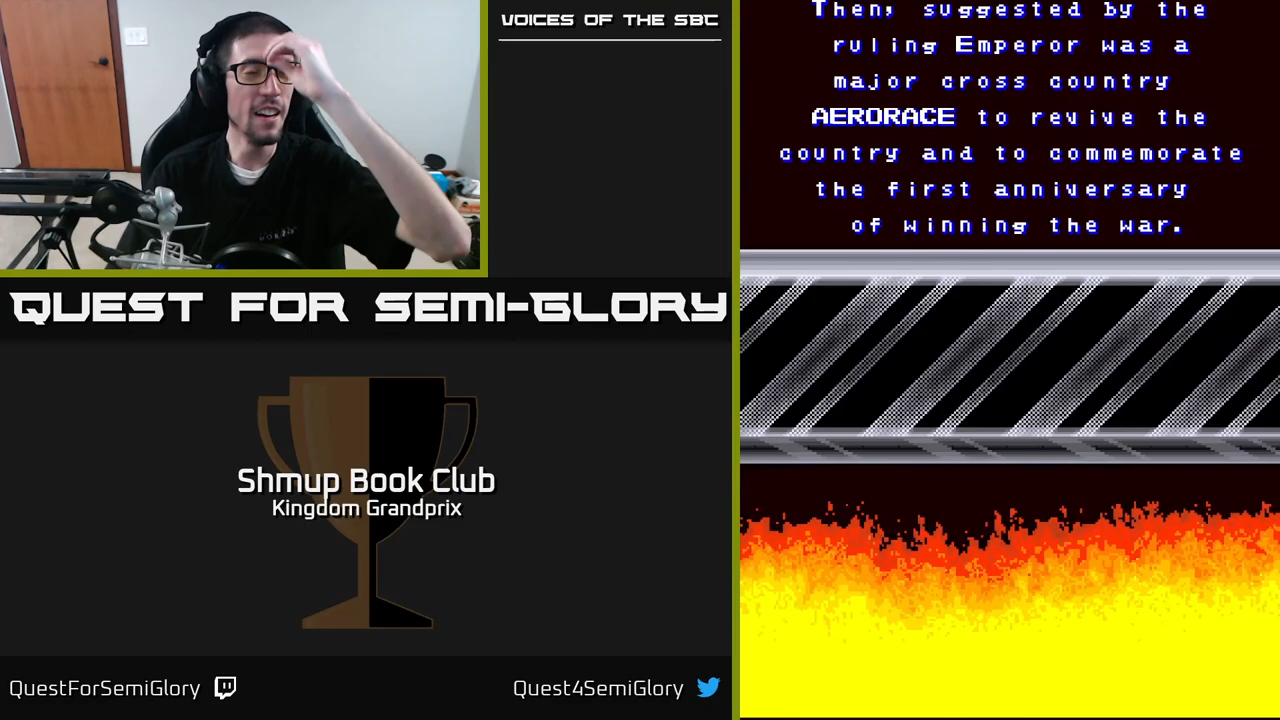 VOICES OF THE SBC
QUEST FOR SEMI-GLORY
Shmup Book Club
Kingdom Grandprix
QuestForSemiGlory
Quest4SemiGlory
Then, suggested by the
ruling Emperor was a
major cross country
AERORACE to revive the
country and to commemorate
the first anniversary
of winning the war.